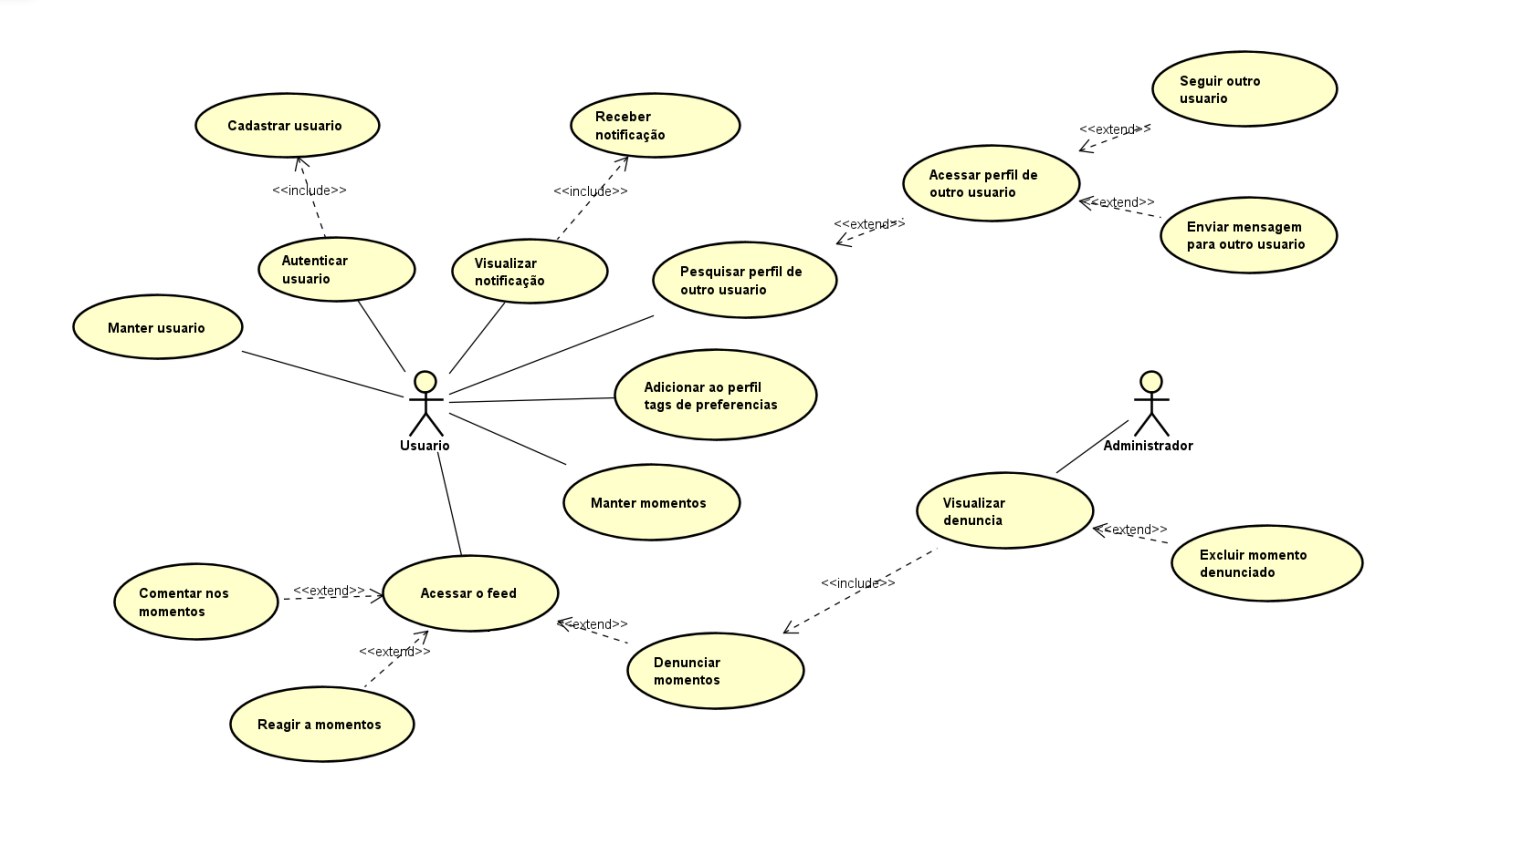 Seguir outro
usuario
Cadastrar usuario
Receber
notificação
<<extend>>
Acessar perfil de
outro usuario
<<include>>
<<include>>
<<extend>>
Enviar mensagem
para outro usuario
<<extend>>
Autenticar
usuario
Visualizar
notificação
Pesquisar perfil de
outro usuario
Manter usuario
Adicionar ao perfil
tags de preferencias
Usuario
Administrador
Manter momentos
Visualizar
denuncia
<<extend>>
Excluir momento
denunciado
<<include>>
Comentar nos
momentos
<<extend>>
Acessar o feed
<<extend>>
<<extend>>
Denunciar
momentos
Reagir a momentos